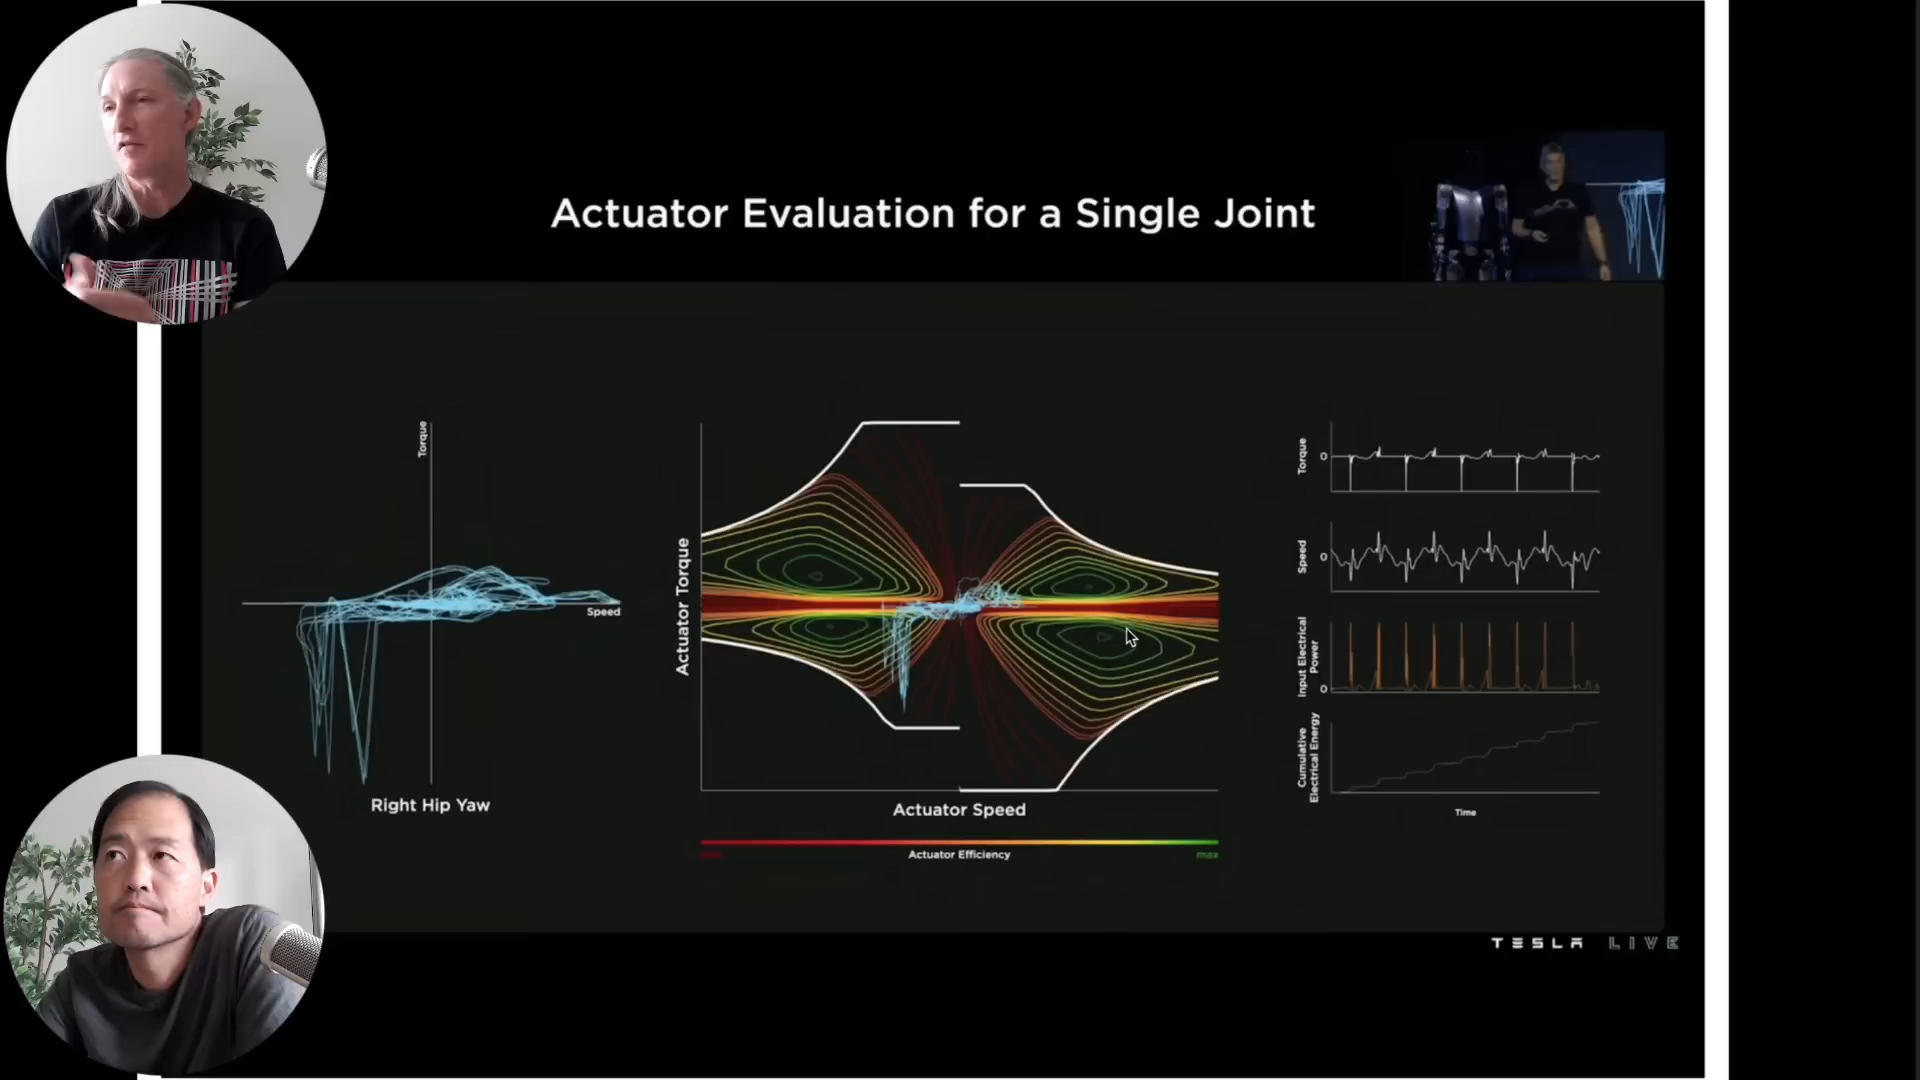 Actuator Evaluation for a Single Joint
Torque
Speed
Right Hip Yaw
Actuator Torque
Actuator Speed
Actuator Efficiency
max
Torque
0
Speed
0
Input Electrical
Power
0
Cumulative
Electrical Energy
Time
TESLA LIVE